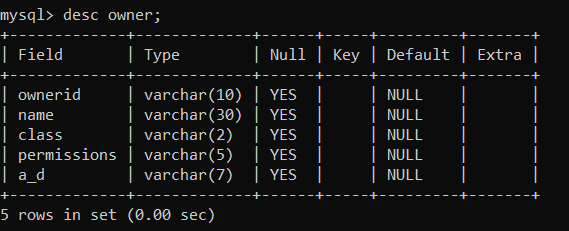 mysql> desc owner;
+-------------+-------------+------+-----+---------+-------+
| Field       | Type        | Null | Key | Default | Extra |
+-------------+-------------+------+-----+---------+-------+
| ownerid     | varchar(10) | YES  |     | NULL    |       |
| name        | varchar(30) | YES  |     | NULL    |       |
| class       | varchar(2)  | YES  |     | NULL    |       |
| permissions | varchar(5)  | YES  |     | NULL    |       |
| a_d         | varchar(7)  | YES  |     | NULL    |       |
+-------------+-------------+------+-----+---------+-------+
5 rows in set (0.00 sec)